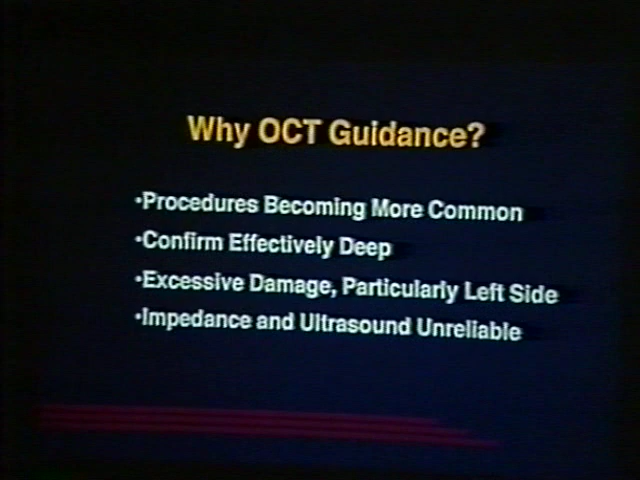 Why OCT Guidance?
•Procedures Becoming More Common
•Confirm Effectively Deep
•Excessive Damage, Particularly Left Side
•Impedance and Ultrasound Unreliable